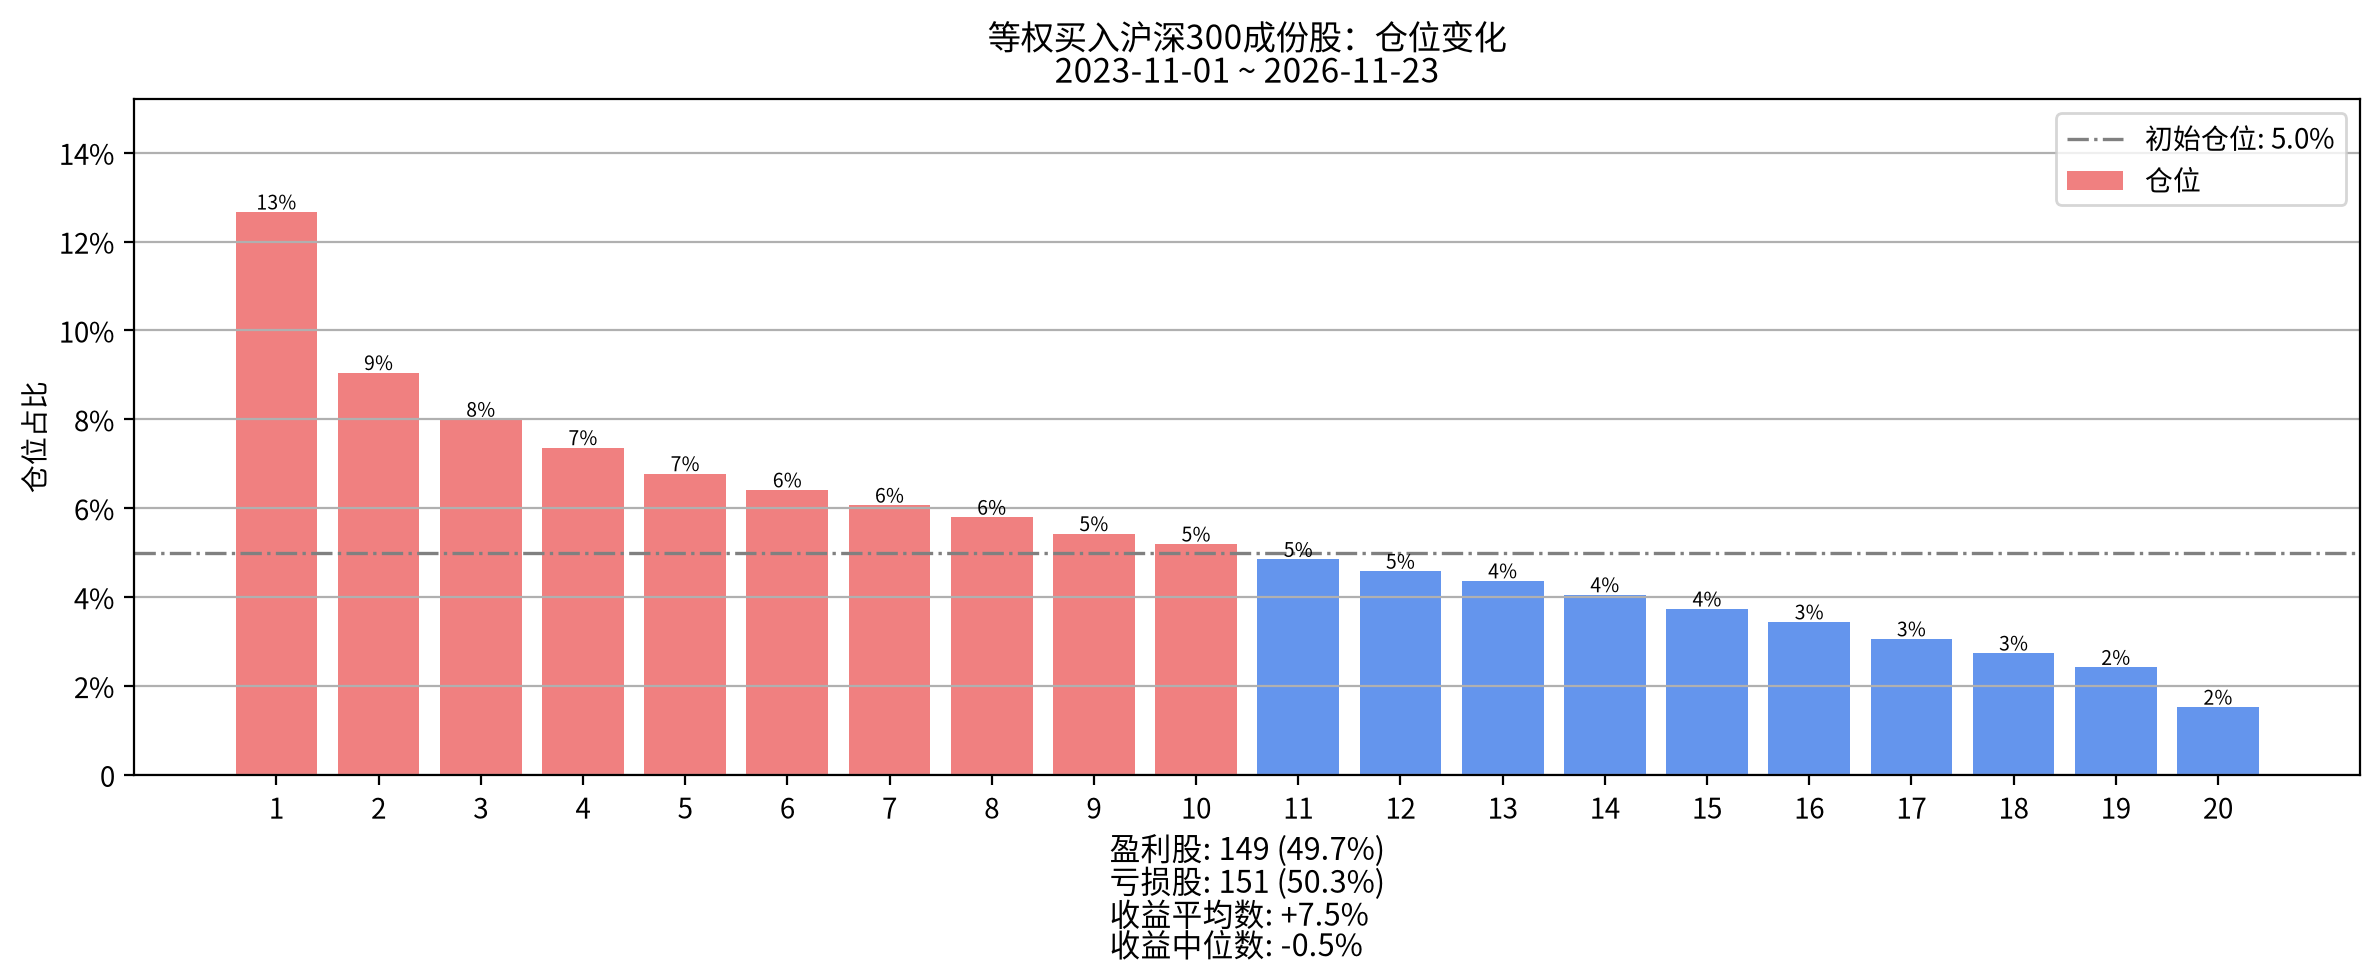 等权买入沪深300成份股：仓位变化
2023-11-01 ~ 2026-11-23
初始仓位: 5.0%
仓位
仓位占比
14%
12%
10%
8%
6%
4%
2%
0
13%
9%
8%
7%
7%
6%
6%
6%
5%
5%
5%
5%
4%
4%
4%
3%
3%
3%
2%
2%
1 2 3 4 5 6 7 8 9 10 11 12 13 14 15 16 17 18 19 20
盈利股: 149 (49.7%)
亏损股: 151 (50.3%)
收益平均数: +7.5%
收益中位数: -0.5%